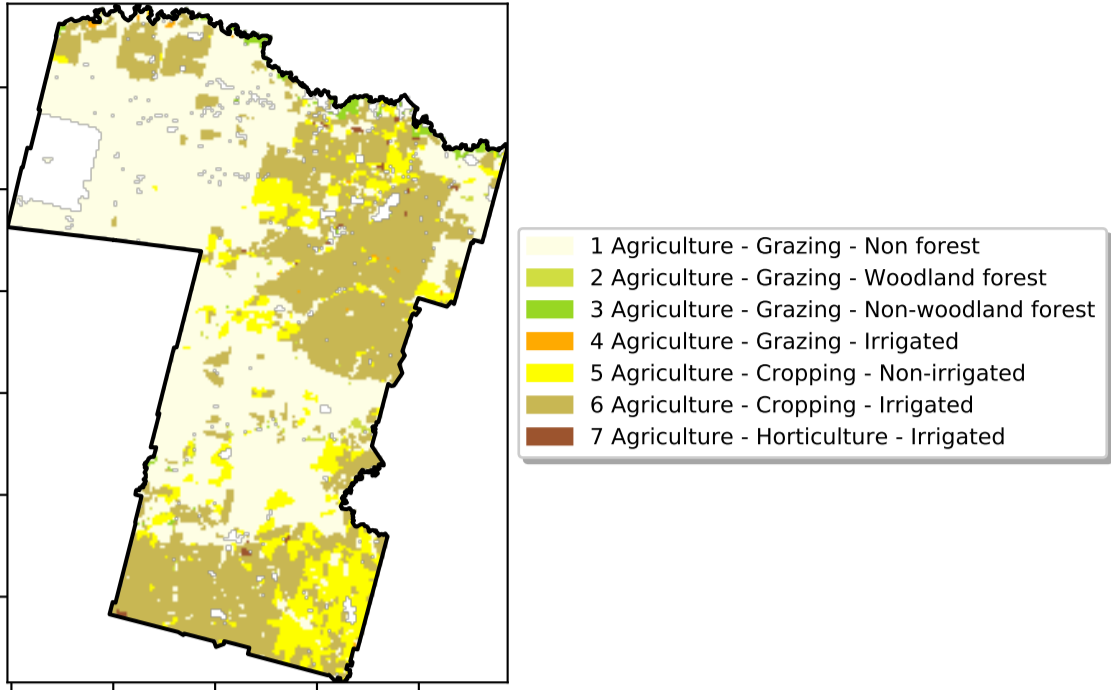 1 Agriculture - Grazing - Non forest
2 Agriculture - Grazing - Woodland forest
3 Agriculture - Grazing - Non-woodland forest
4 Agriculture - Grazing - Irrigated
5 Agriculture - Cropping - Non-irrigated
6 Agriculture - Cropping - Irrigated
7 Agriculture - Horticulture - Irrigated